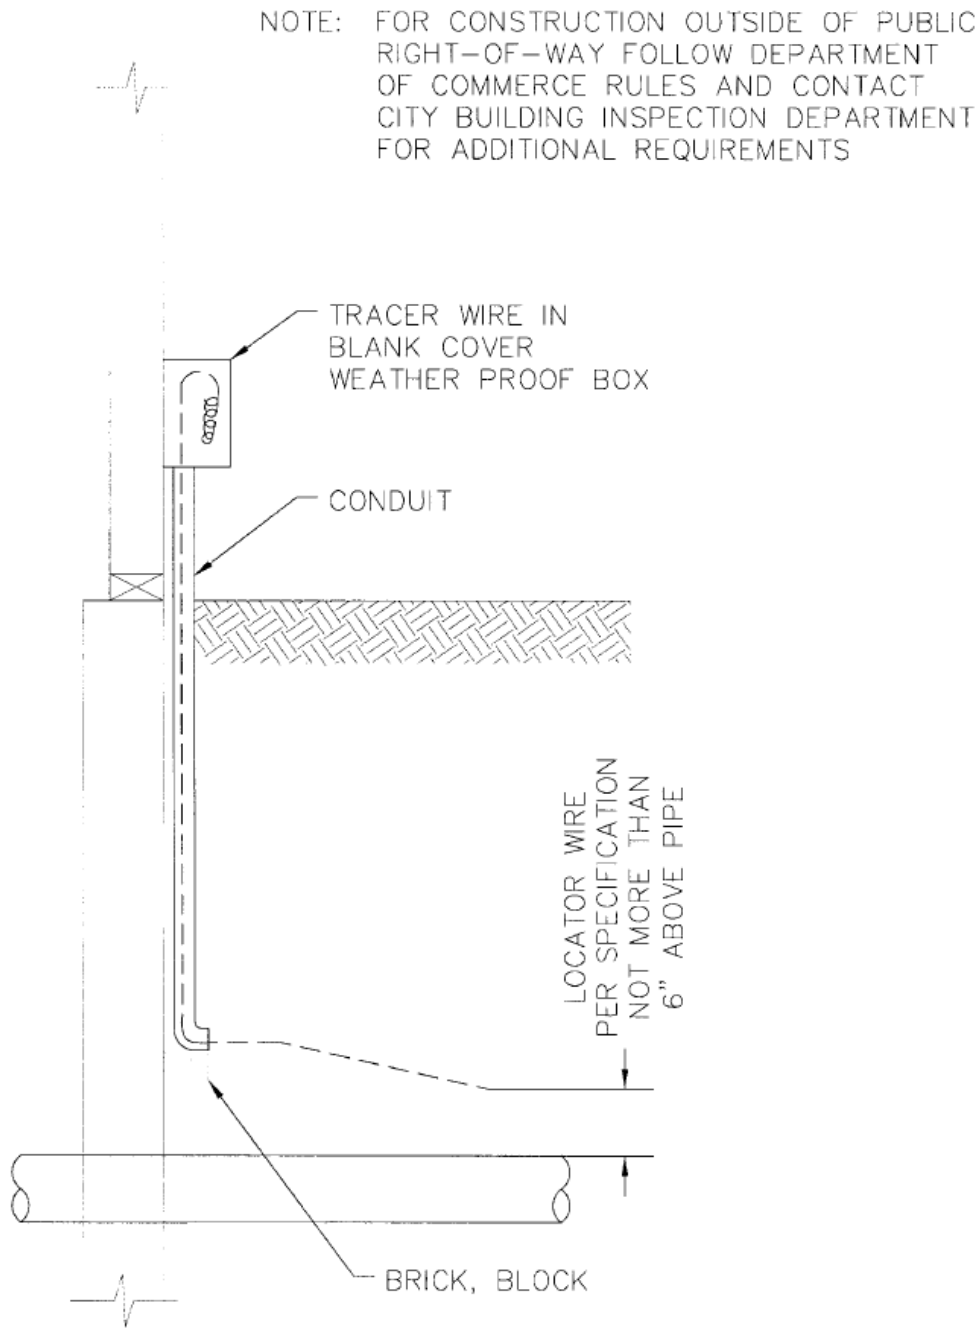 NOTE: FOR CONSTRUCTION OUTSIDE OF PUBLIC
RIGHT-OF-WAY FOLLOW DEPARTMENT
OF COMMERCE RULES AND CONTACT
CITY BUILDING INSPECTION DEPARTMENT
FOR ADDITIONAL REQUIREMENTS
TRACER WIRE IN
BLANK COVER
WEATHER PROOF BOX
CONDUIT
LOCATOR WIRE
PER SPECIFICATION
NOT MORE THAN
6" ABOVE PIPE
BRICK, BLOCK